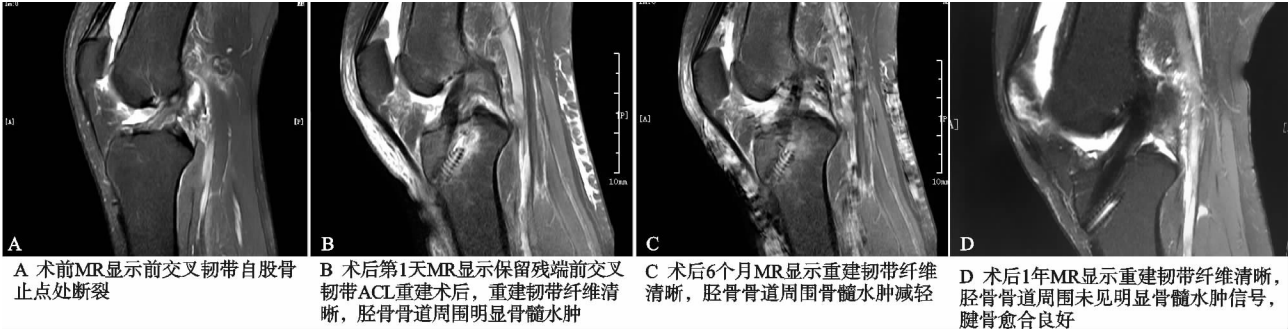 [A]
[P]
A
A 术前MR显示前交叉韧带自股骨
止点处断裂
[P]
10mm
B
B 术后第1天MR显示保留残端前交叉
韧带ACL重建术后，重建韧带纤维清
晰，胫骨骨道周围明显骨髓水肿
[A]
[P]
10mm
C
C 术后6个月MR显示重建韧带纤维
清晰，胫骨骨道周围骨髓水肿减轻
A]
D
D 术后1年MR显示重建韧带纤维清晰，
胫骨骨道周围未见明显骨髓水肿信号，
腱骨愈合良好